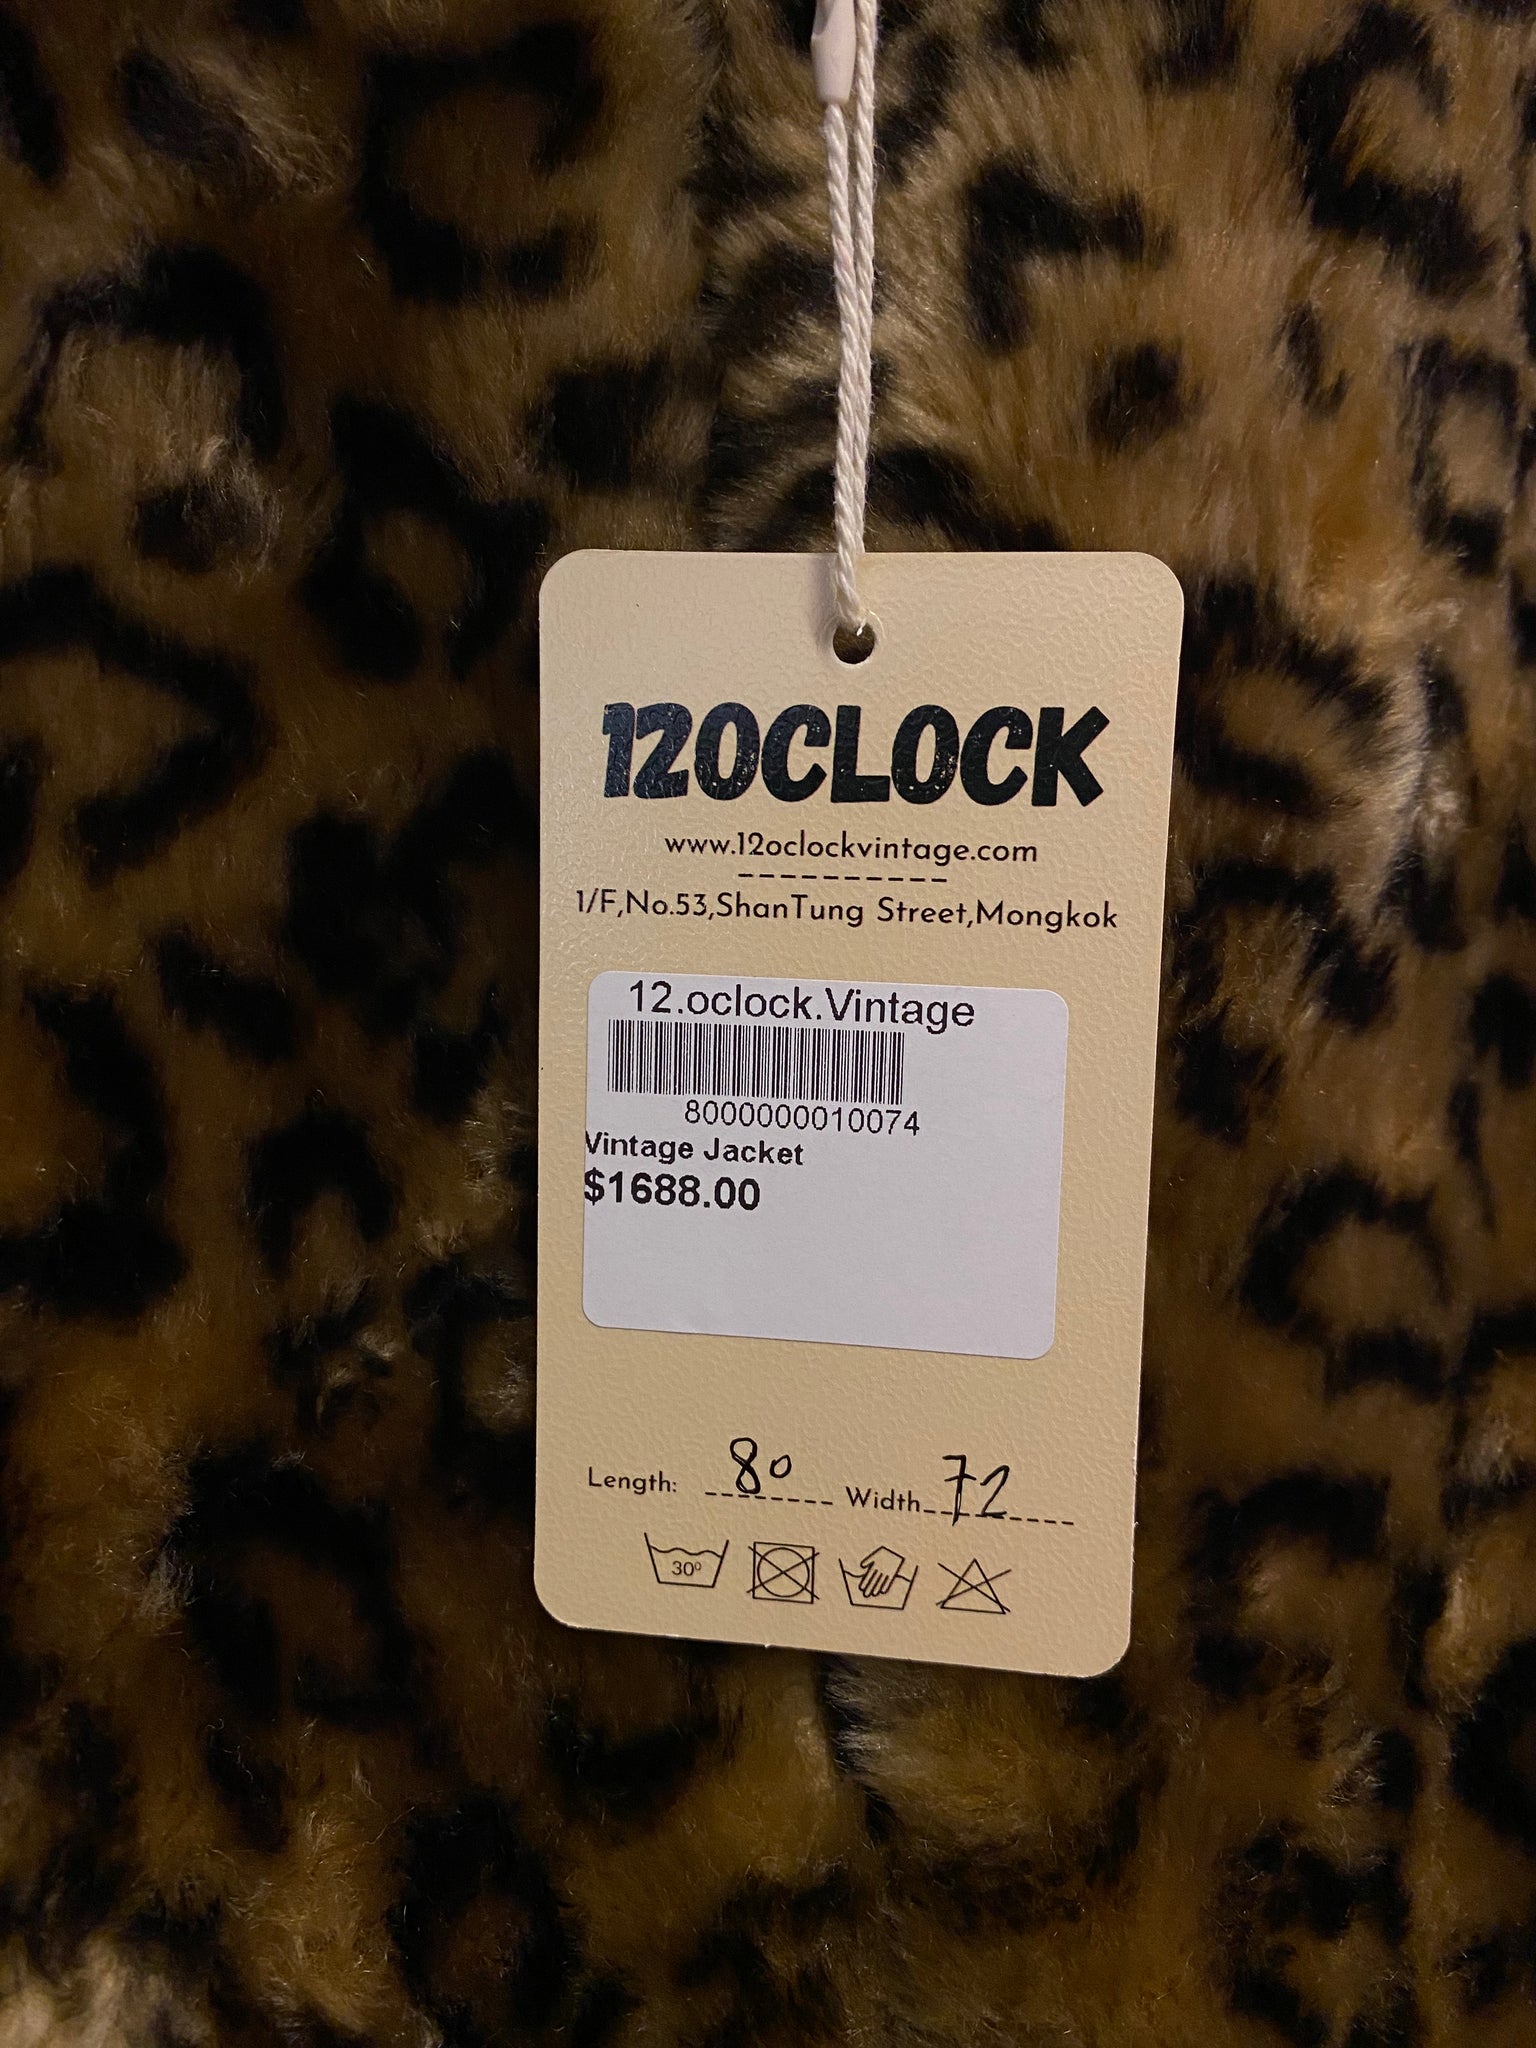 12OCLOCK
www.12oclockvintage.com
1/F,No.53,ShanTung Street,Mongkok
12.oclock.Vintage
8000000010074
Vintage Jacket
$1688.00
Length: 80 Width 72
30°